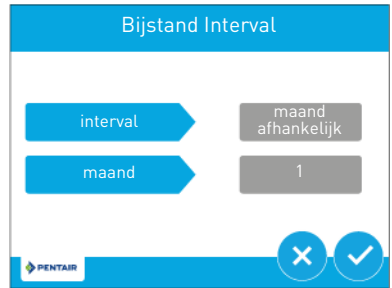 Bijstand Interval
interval
maand
afhankelijk
maand
1
PENTAIR